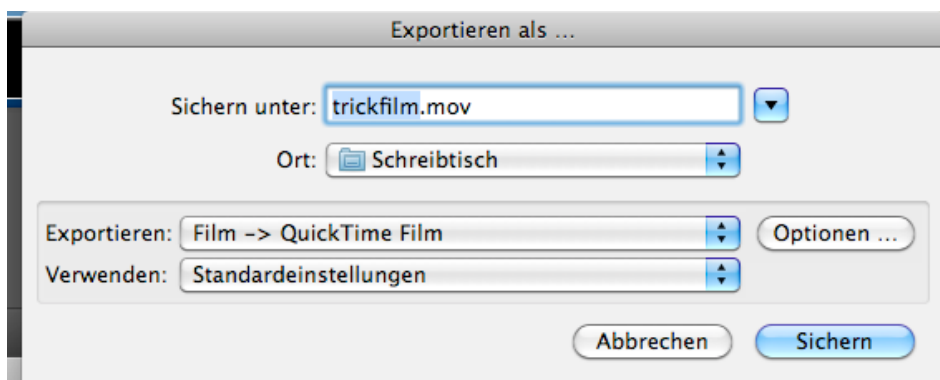 Exportieren als ...
Sichern unter: trickfilm.mov
Ort: Schreibtisch
Exportieren: Film -> QuickTime Film Optionen ...
Verwenden: Standardeinstellungen
Abbrechen Sichern